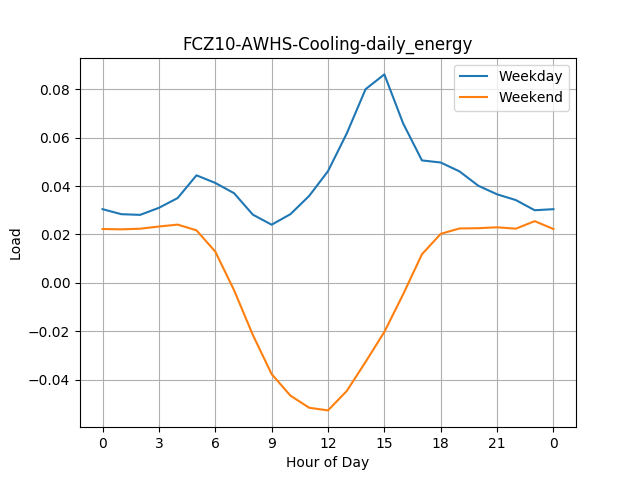 FCZ10-AWHS-Cooling-daily_energy
Weekday
Weekend
0.08
0.06
0.04
0.02
0.00
−0.02
−0.04
Load
0 3 6 9 12 15 18 21 0
Hour of Day